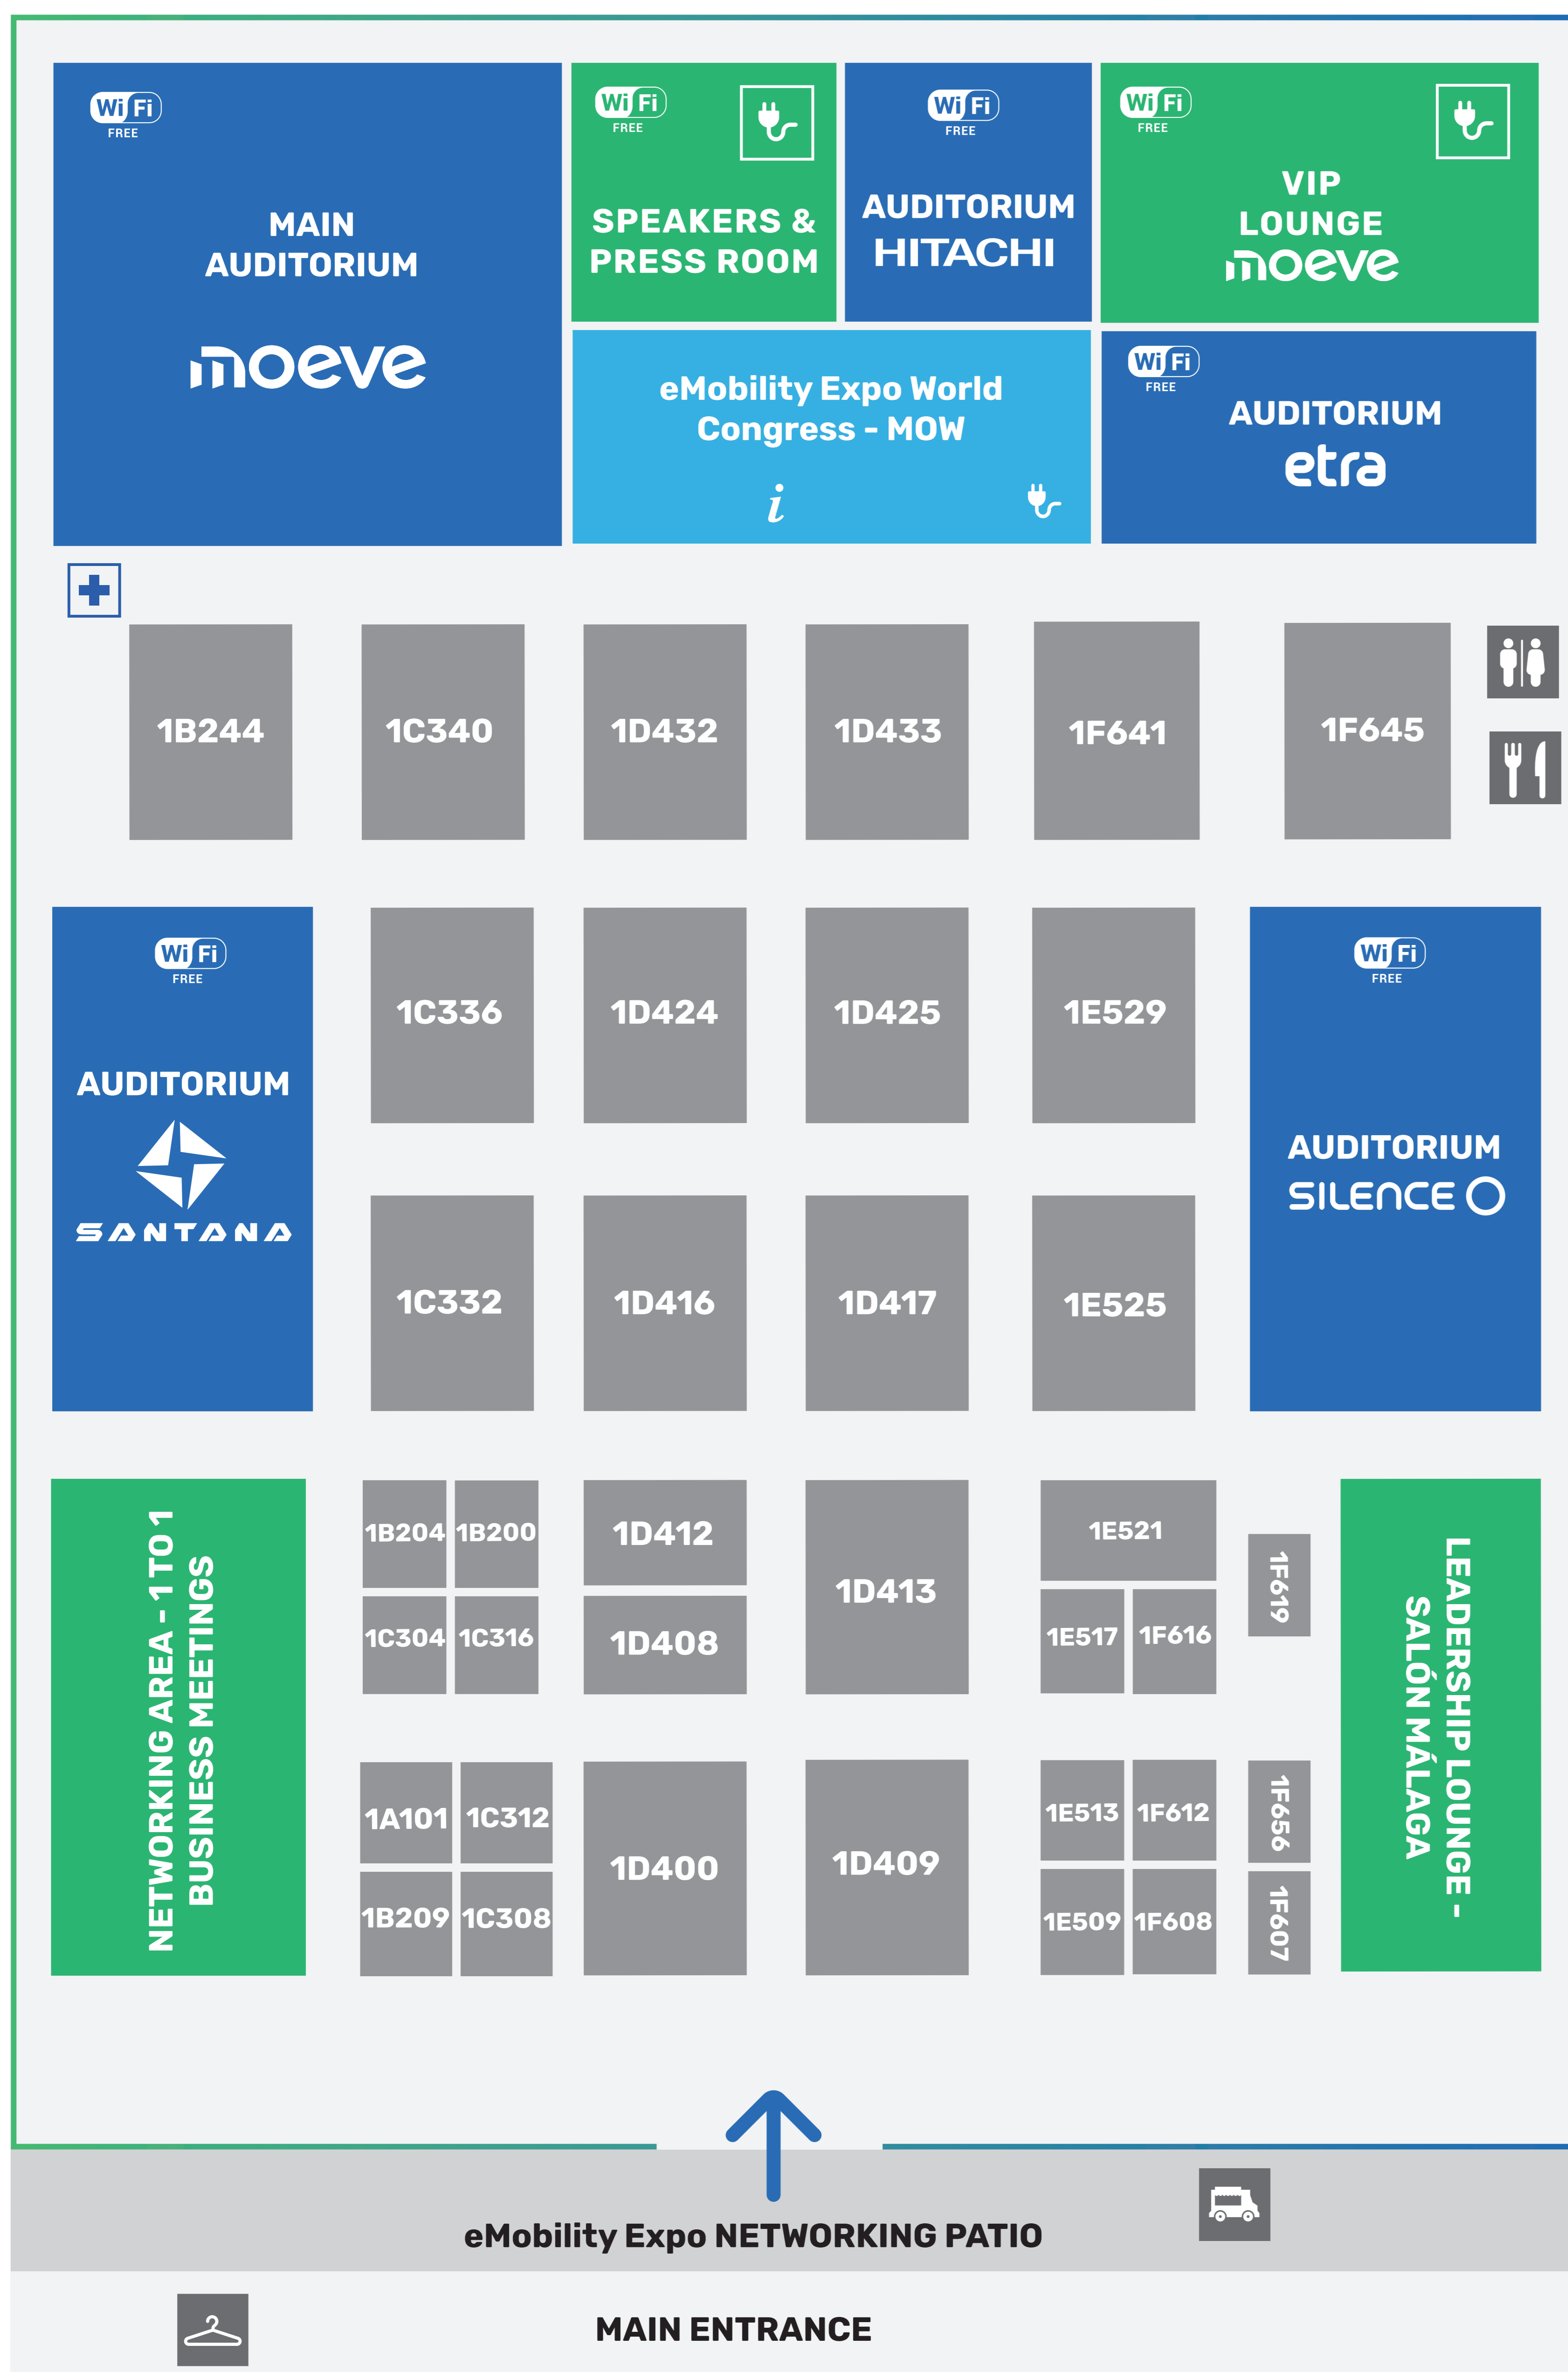 Wi Fi
FREE
MAIN
AUDITORIUM
moeve
Wi Fi
FREE
SPEAKERS &
PRESS ROOM
Wi Fi
FREE
AUDITORIUM
HITACHI
Wi Fi
FREE
VIP
LOUNGE
moeve
eMobility Expo World
Congress - MOW
i
Wi Fi
FREE
AUDITORIUM
etra
1B244
1C340
1D432
1D433
1F641
1F645
Wi Fi
FREE
AUDITORIUM
SANTANA
1C336
1D424
1D425
1E529
Wi Fi
FREE
AUDITORIUM
SILENCE
1C332
1D416
1D417
1E525
NETWORKING AREA - 1 TO 1
BUSINESS MEETINGS
1B204
1B200
1C304
1C316
1D412
1D408
1D413
1E521
1E517
1F616
1F619
LEADERSHIP LOUNGE -
SALÓN MÁLAGA
1A101
1C312
1B209
1C308
1D400
1D409
1E513
1F612
1E509
1F608
1F656
1F607
eMobility Expo NETWORKING PATIO
MAIN ENTRANCE